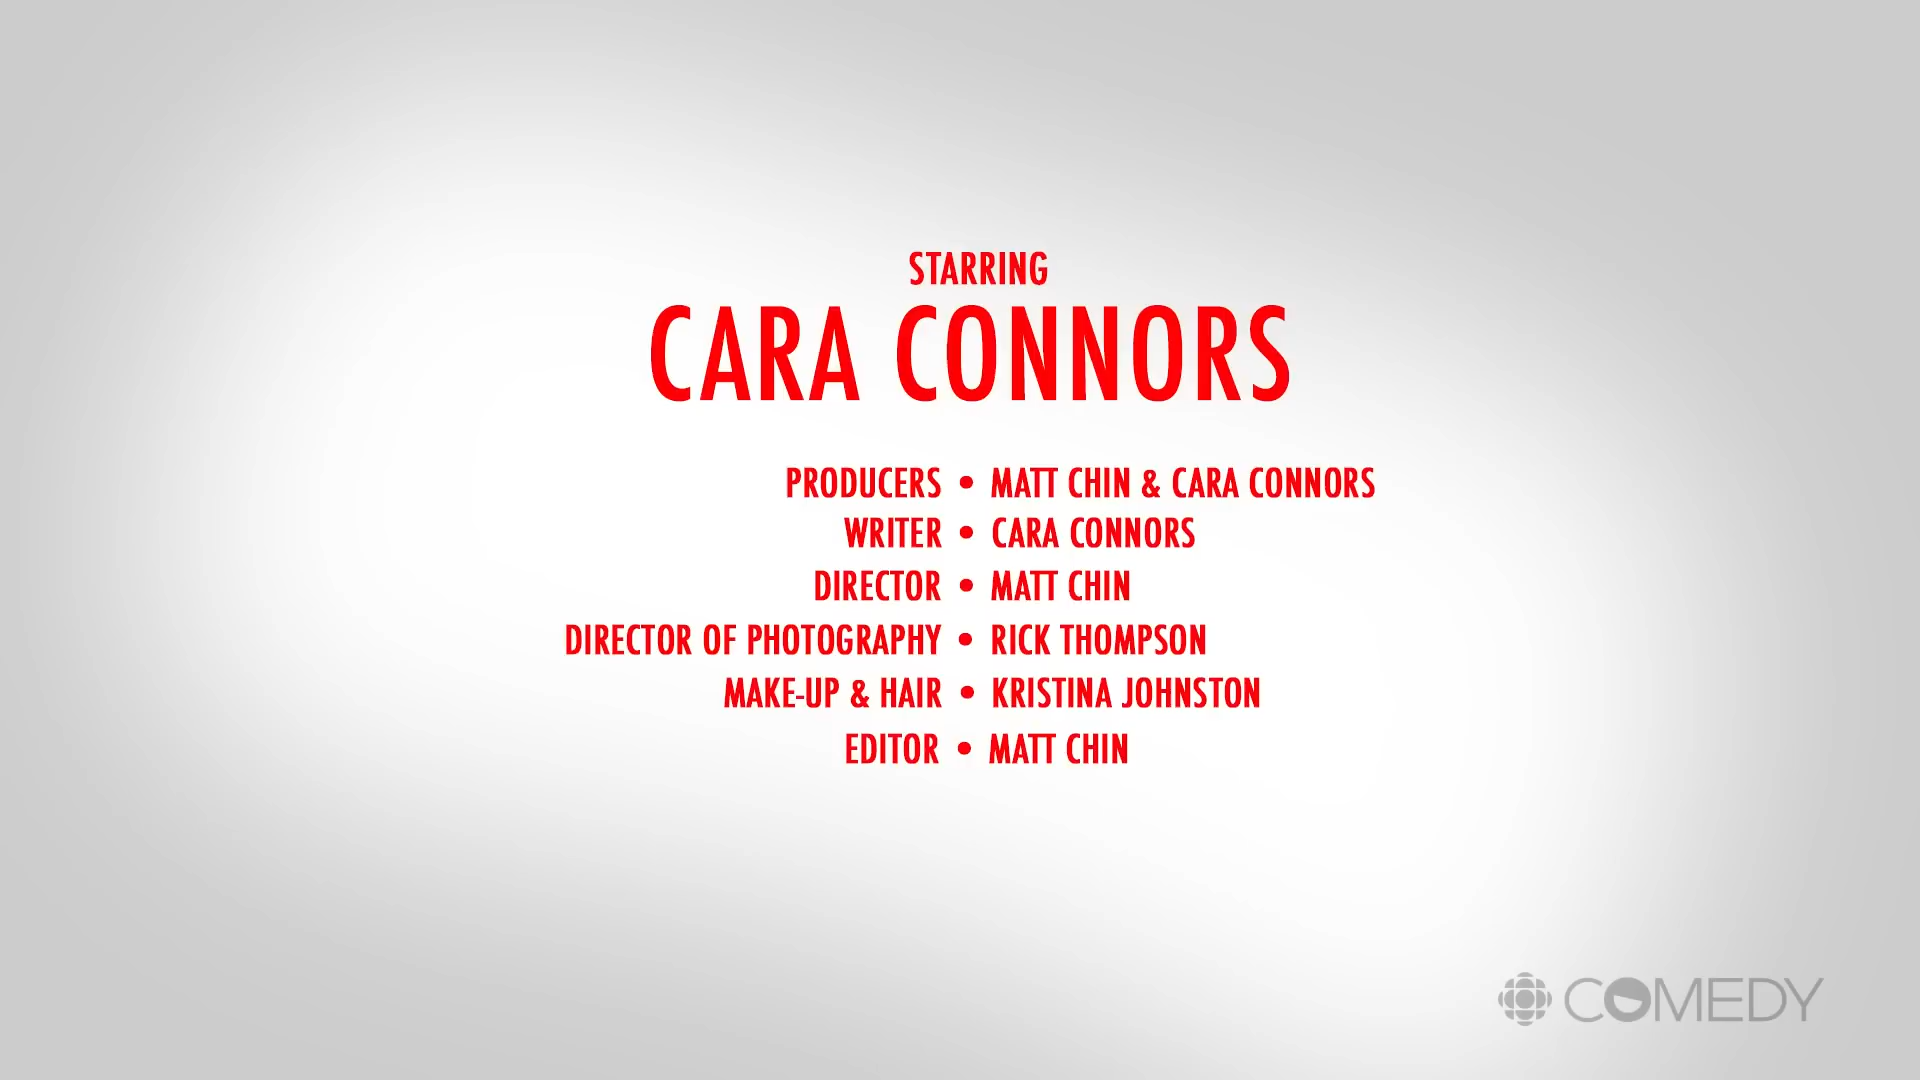 STARRING
CARA CONNORS
PRODUCERS • MATT CHIN & CARA CONNORS
WRITER • CARA CONNORS
DIRECTOR • MATT CHIN
DIRECTOR OF PHOTOGRAPHY • RICK THOMPSON
MAKE-UP & HAIR • KRISTINA JOHNSTON
EDITOR • MATT CHIN
COMEDY